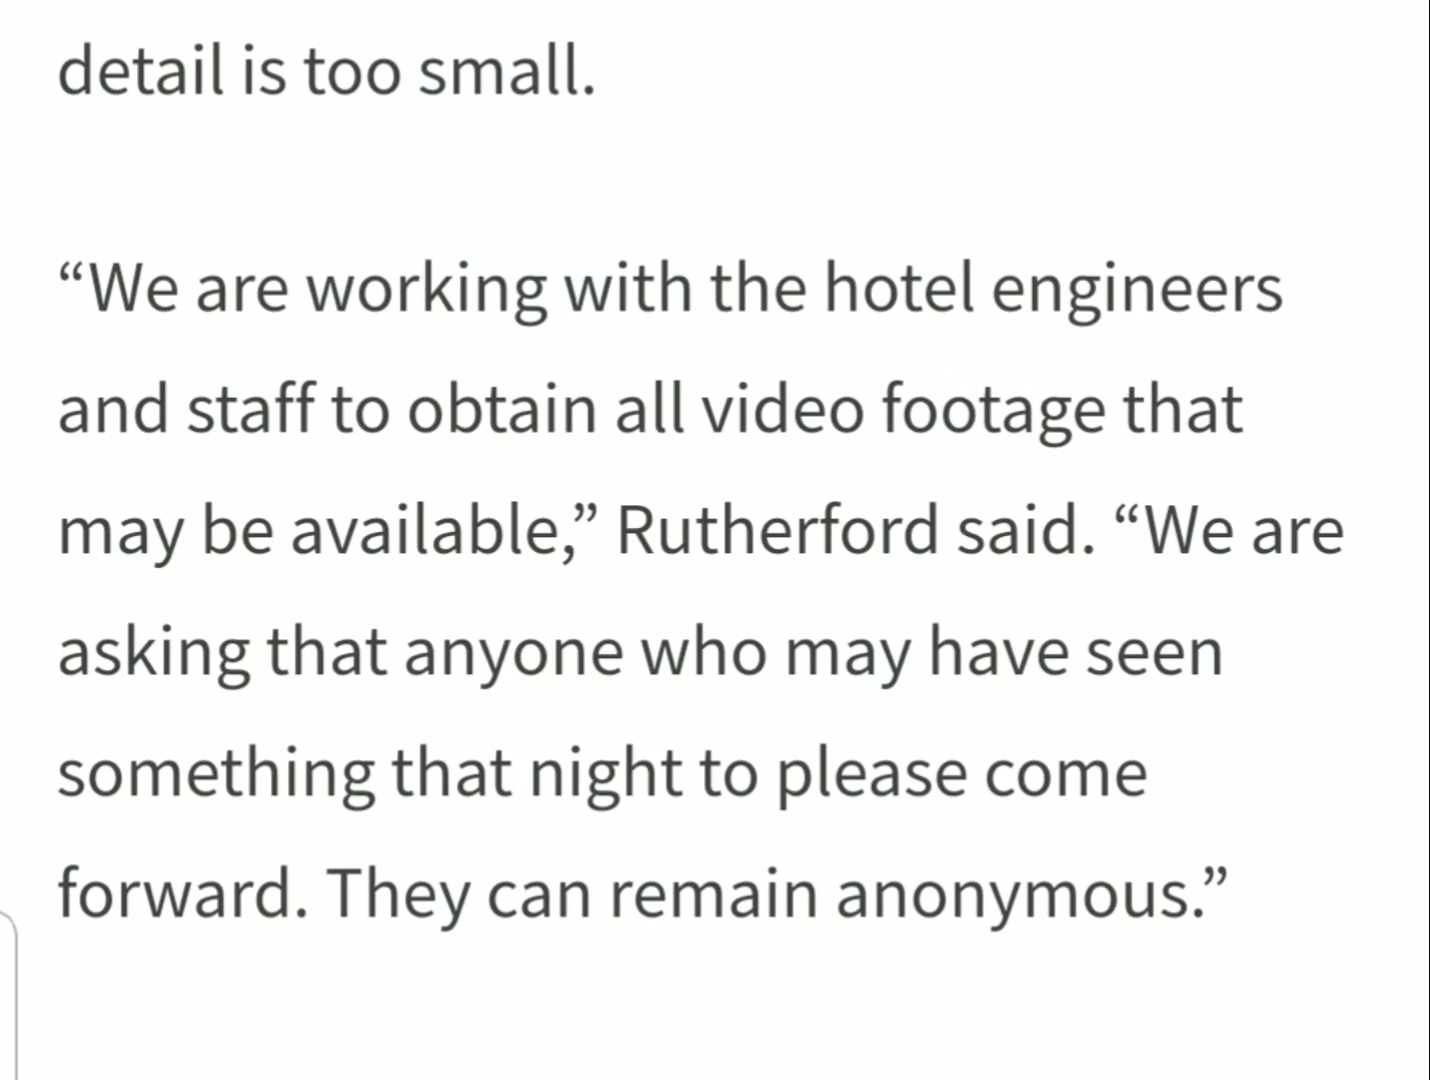 detail is too small.
“We are working with the hotel engineers
and staff to obtain all video footage that
may be available,” Rutherford said. “We are
asking that anyone who may have seen
something that night to please come
forward. They can remain anonymous.”